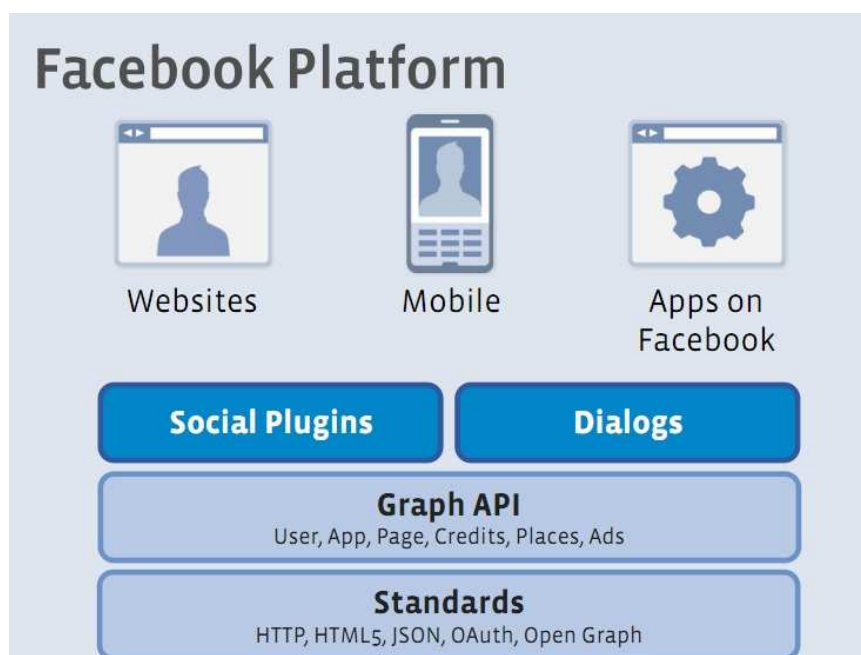 Facebook Platform
Websites
Mobile
Apps on
Facebook
Social Plugins
Dialogs
Graph API
User, App, Page, Credits, Places, Ads
Standards
HTTP, HTML5, JSON, OAuth, Open Graph